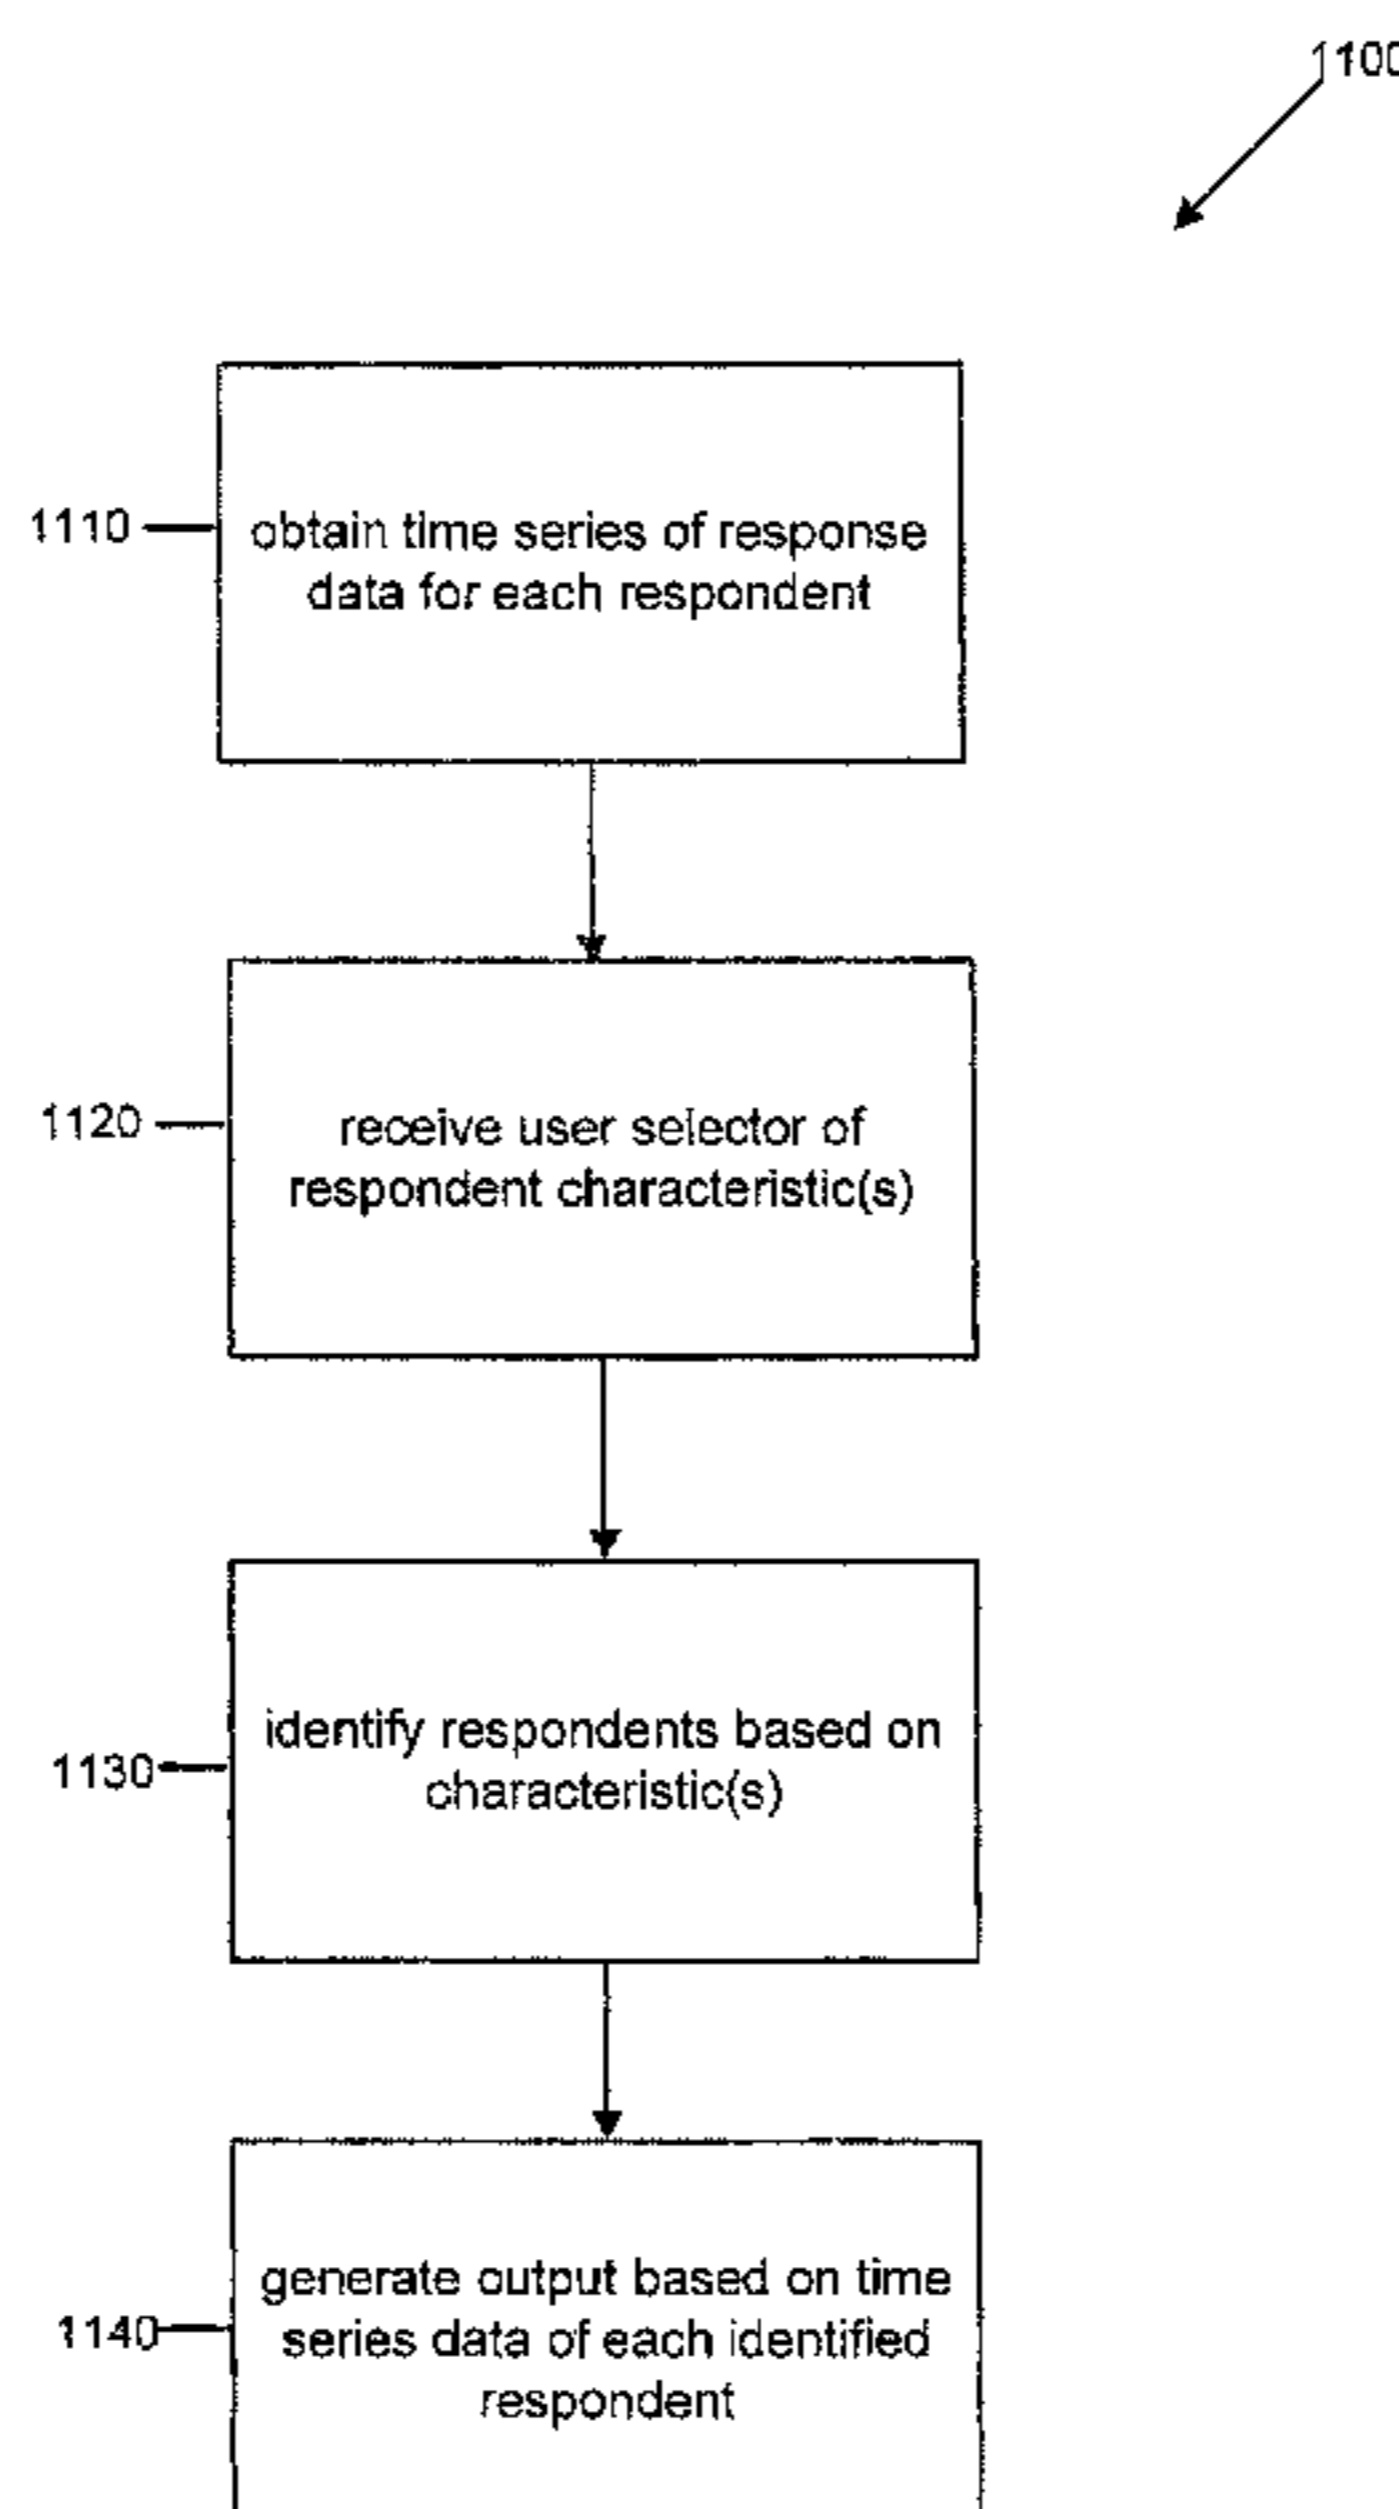 1100
1110
obtain time series of response
data for each respondent
1120
receive user selector of
respondent characteristic(s)
1130
identify respondents based on
characteristic(s)
1140
generate output based on time
series data of each identified
respondent